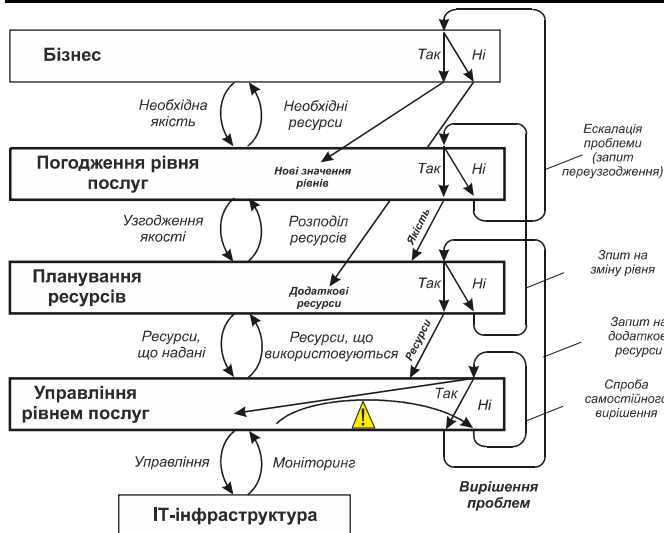 Бізнес
Так
Ні
Необхідна
якість
Необхідні
ресурси
Ескалація
проблеми
(запит
переузгодження)
Погодження рівня
послуг
Нові значення
рівнів
Так
Ні
Узгодження
якості
Розподіл
ресурсів
Якість
Зпит на
зміну рівня
Планування
ресурсів
Додаткові
ресурси
Так
Ні
Ресурси,
що надані
Ресурси, що
використовуються
Ресурси
Запит на
додаткові
ресурси
Управління
рівнем послуг
Так
Ні
Спроба
самостійного
вирішення
Управління
Моніторинг
Вирішення
проблем
ІТ-інфраструктура